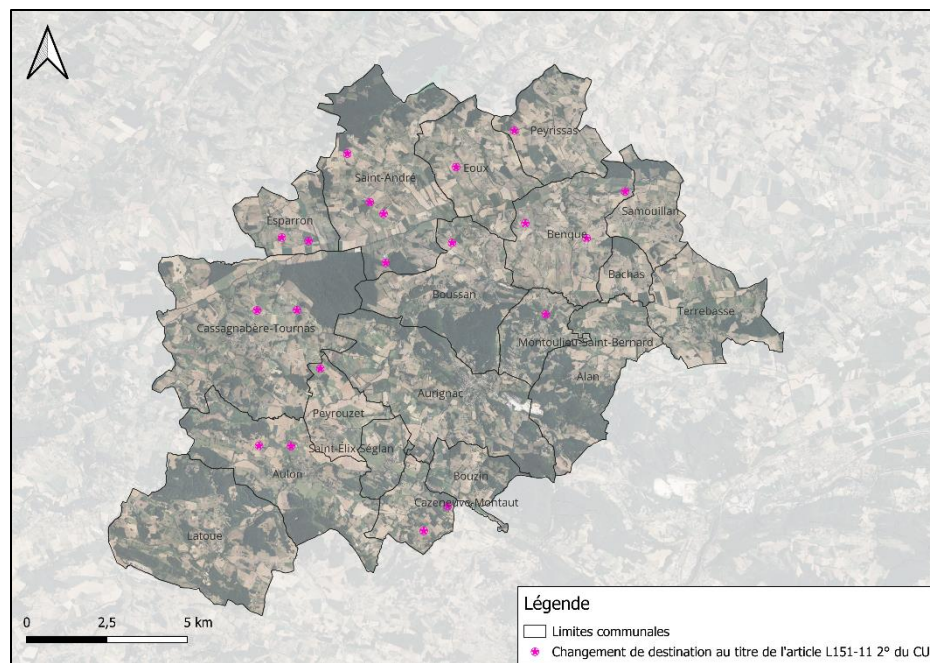 Peyrissas
Eoux
Saint-André
Samouillan
Esparron
Benque
Bachas
Boussan
Terrebasse
Cassagnabère-Tournas
Montoulieu-Saint-Bernard
Alan
Aurignac
Peyrouzet
Saint-Elix-Séglan
Aulon
Bouzin
Cazeneuve-Montaut
Latoue
0 2,5 5 km
Légende
Limites communales
Changement de destination au titre de l'article L151-11 2° du CU